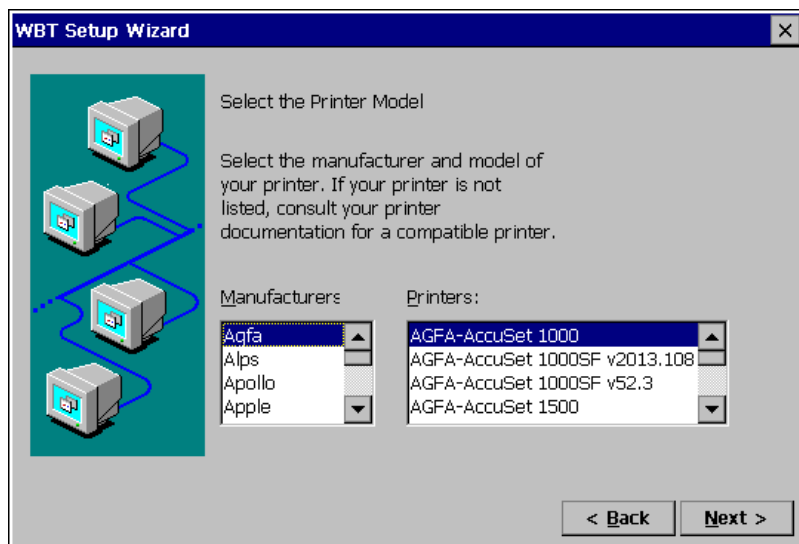 WBT Setup Wizard
Select the Printer Model
Select the manufacturer and model of
your printer. If your printer is not
listed, consult your printer
documentation for a compatible printer.
Manufacturers
Printers:
Agfa
Alps
Apollo
Apple
AGFA-AccuSet 1000
AGFA-AccuSet 1000SF v2013.108
AGFA-AccuSet 1000SF v52.3
AGFA-AccuSet 1500
< Back
Next >